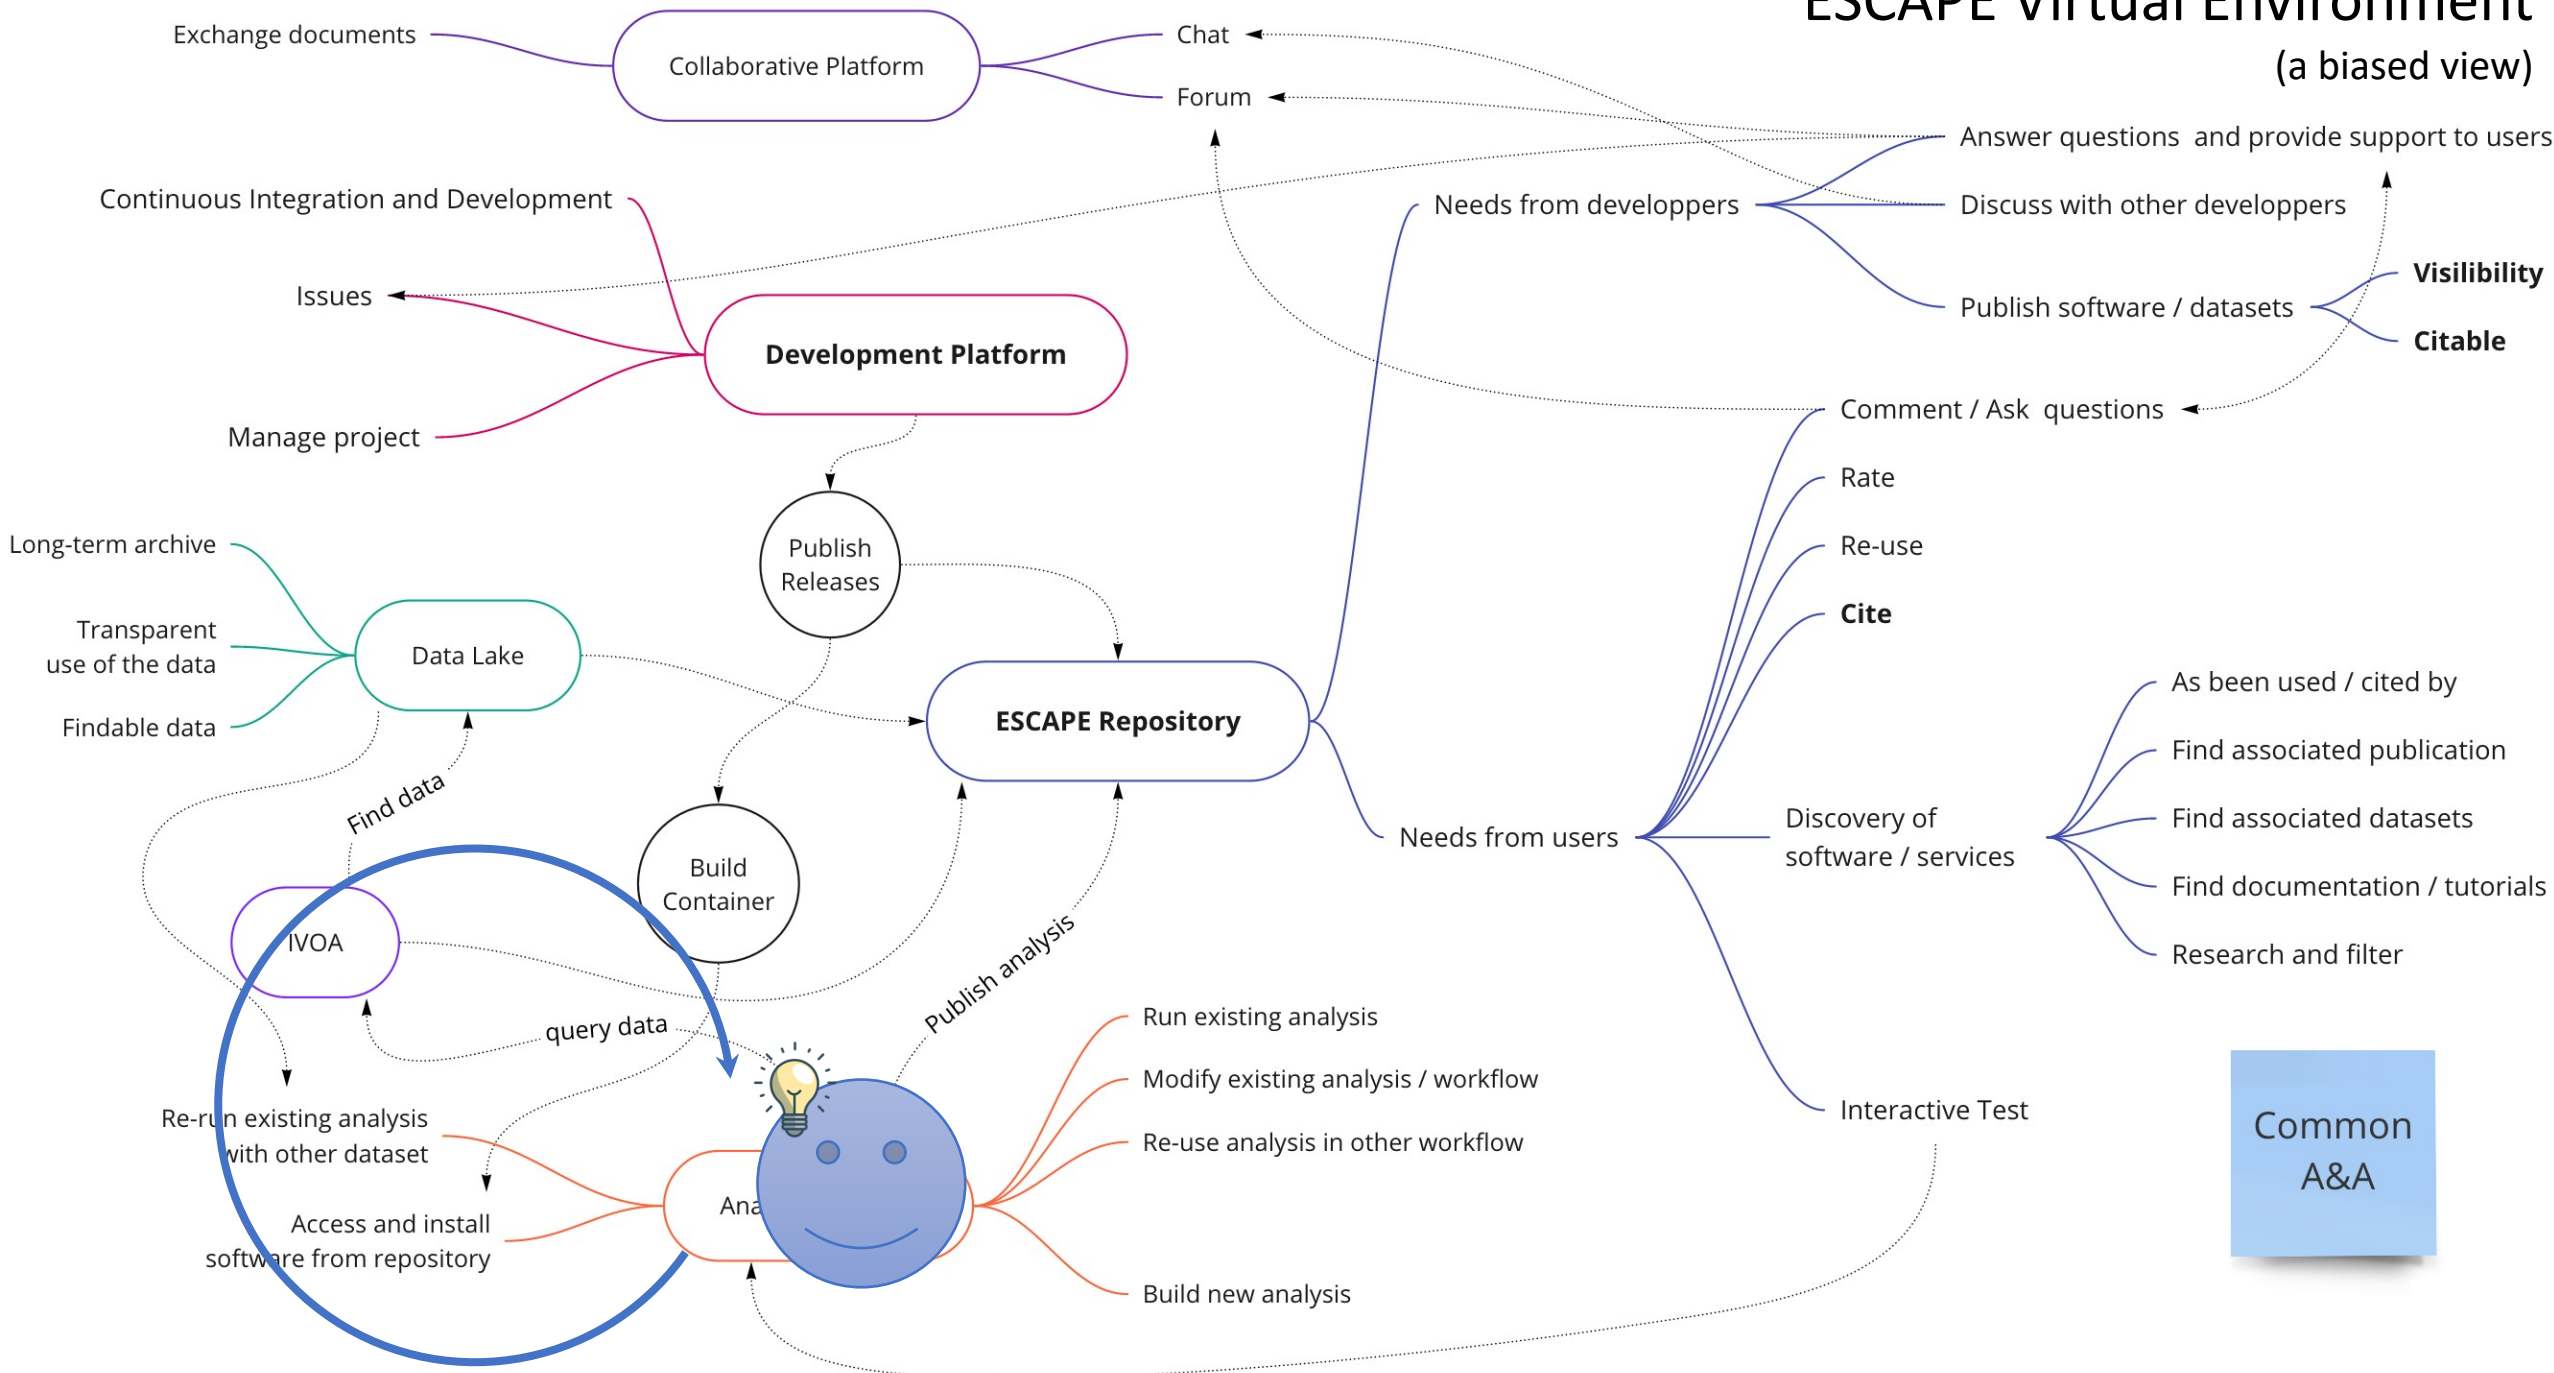 ESCAPE Virtual Environment
(a biased view)
Exchange documents
Collaborative Platform
Chat
Forum
Answer questions  and provide support to users
Continuous Integration and Development
Needs from developpers
Discuss with other developpers
Issues
Visilibility
Publish software / datasets
Citable
Development Platform
Manage project
Comment / Ask  questions
Rate
Re-use
Cite
Publish
Releases
Long-term archive
Transparent
use of the data
Findable data
Data Lake
ESCAPE Repository
Find data
As been used / cited by
Find associated publication
Find associated datasets
Find documentation / tutorials
Research and filter
Discovery of
software / services
Needs from users
Build
Container
IVOA
query data
Publish analysis
Run existing analysis
Modify existing analysis / workflow
Re-use analysis in other workflow
Build new analysis
Interactive Test
Re-run existing analysis
with other dataset
Access and install
software from repository
Ana
Common
A&A